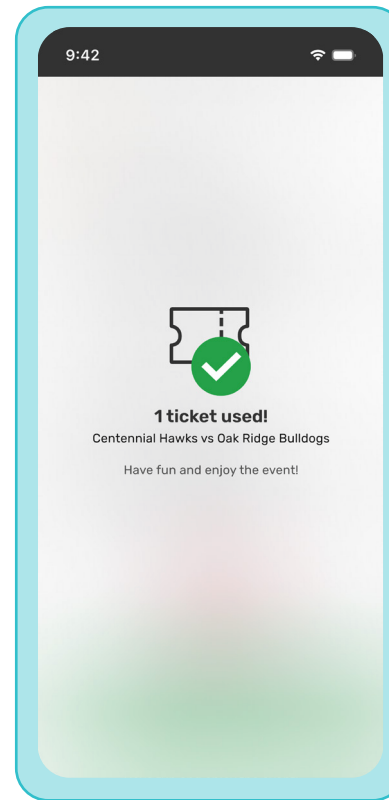 9:42
1 ticket used!
Centennial Hawks vs Oak Ridge Bulldogs
Have fun and enjoy the event!